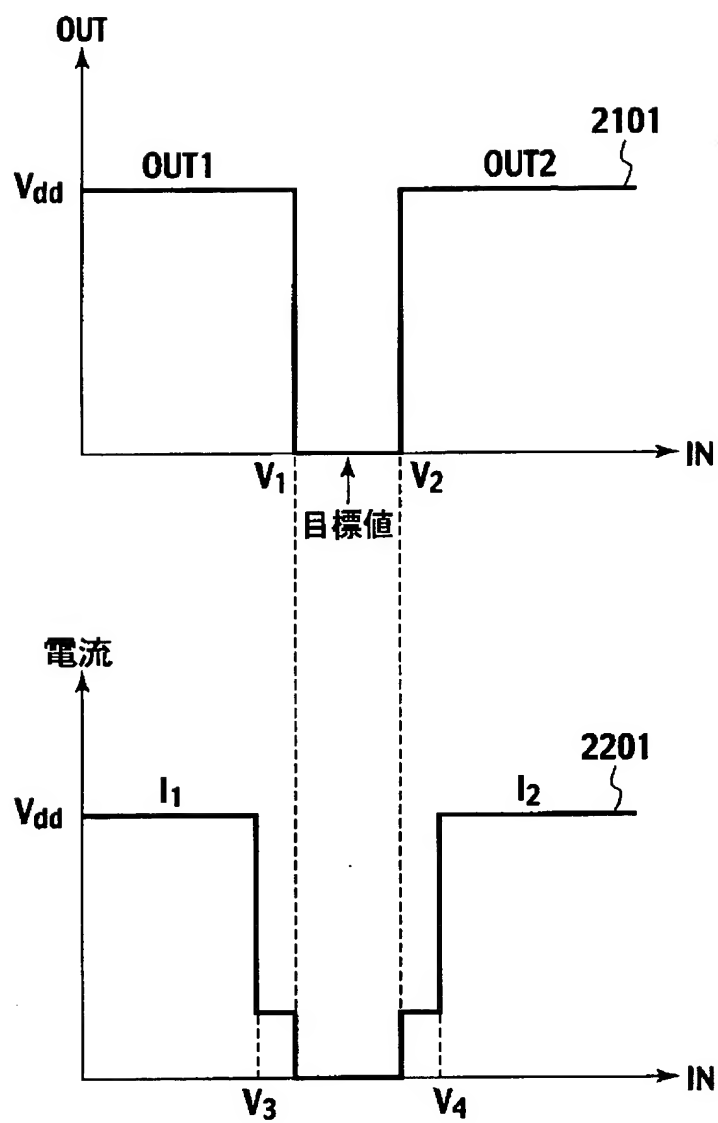 OUT
2101
OUT1
OUT2
Vdd
IN
V1
V2
目標値
電流
2201
I1
I2
Vdd
IN
V3
V4